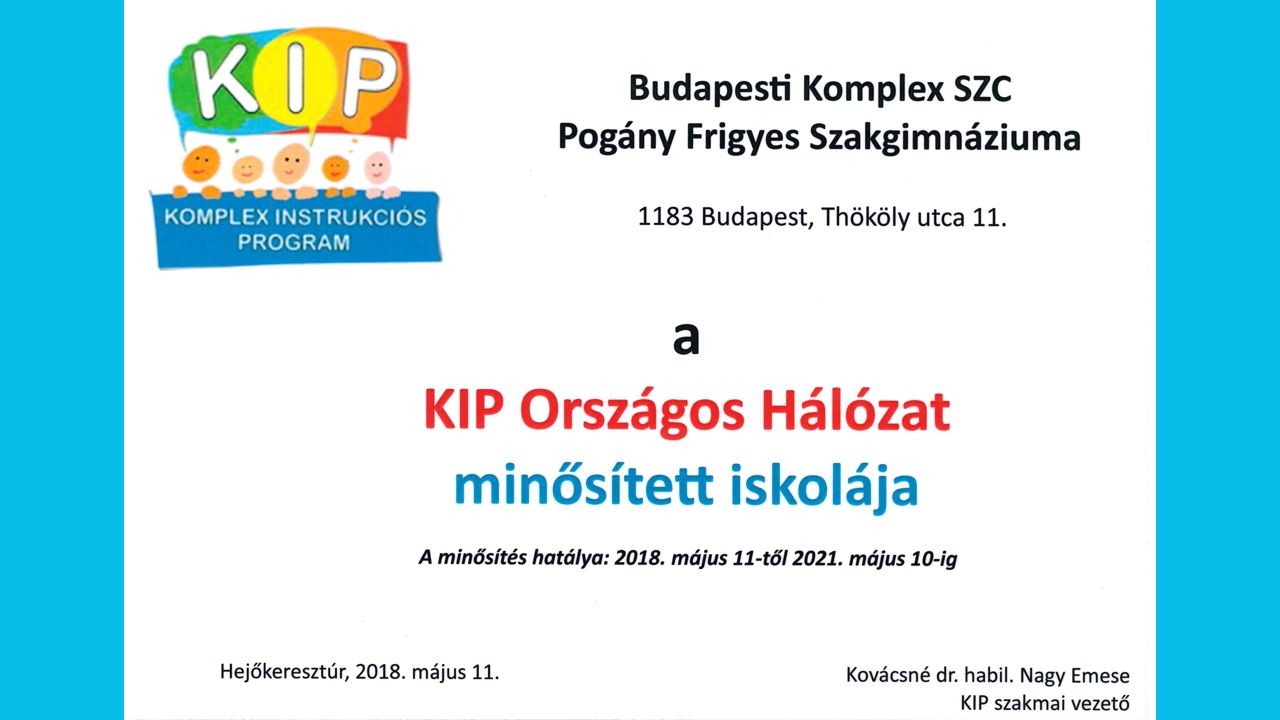 KIP
KOMPLEX INSTRUKCIÓS
PROGRAM
Budapesti Komplex SZC
Pogány Frigyes Szakgimnáziuma
1183 Budapest, Thököly utca 11.
a
KIP Országos Hálózat
minősített iskolája
A minősítés hatálya: 2018. május 11-től 2021. május 10-ig
Hejőkeresztúr, 2018. május 11.
Kovácsné dr. habil. Nagy Emese
KIP szakmai vezető